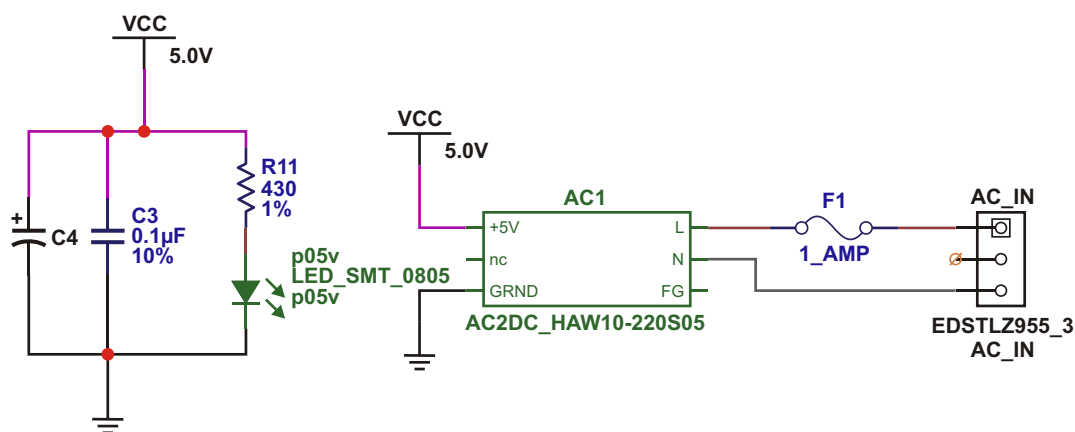 VCC
5.0V
R11
430
1%
+
C4
C3
0.1µF
10%
p05v
LED_SMT_0805
p05v
VCC
5.0V
AC1
+5V
L
nc
N
GRND
FG
AC2DC_HAW10-220S05
F1
1_AMP
AC_IN
EDSTLZ955_3
AC_IN